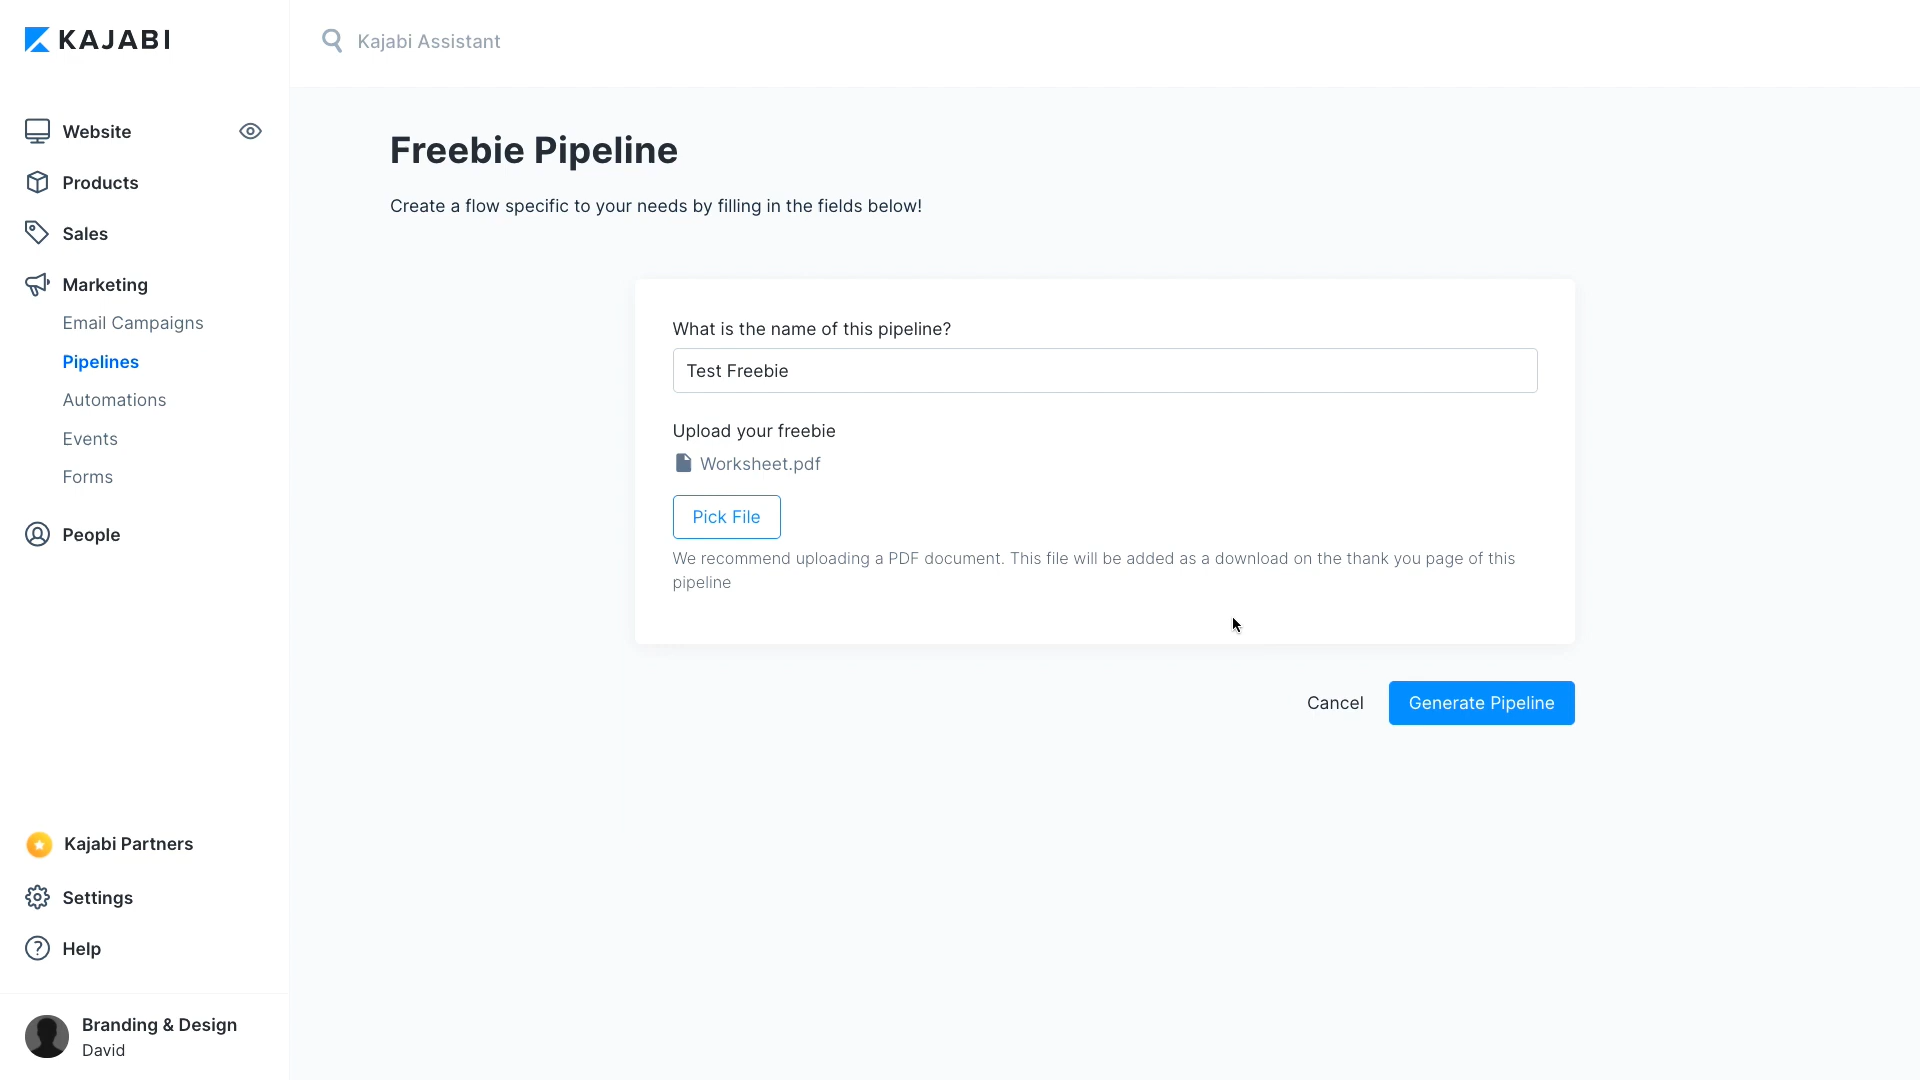 KAJABI
Kajabi Assistant
Website
Products
Sales
Marketing
Email Campaigns
Pipelines
Automations
Events
Forms
People
Kajabi Partners
Settings
Help
Branding & Design
David
Freebie Pipeline
Create a flow specific to your needs by filling in the fields below!
What is the name of this pipeline?
Test Freebie
Upload your freebie
Worksheet.pdf
Pick File
We recommend uploading a PDF document. This file will be added as a download on the thank you page of this
pipeline
Cancel
Generate Pipeline